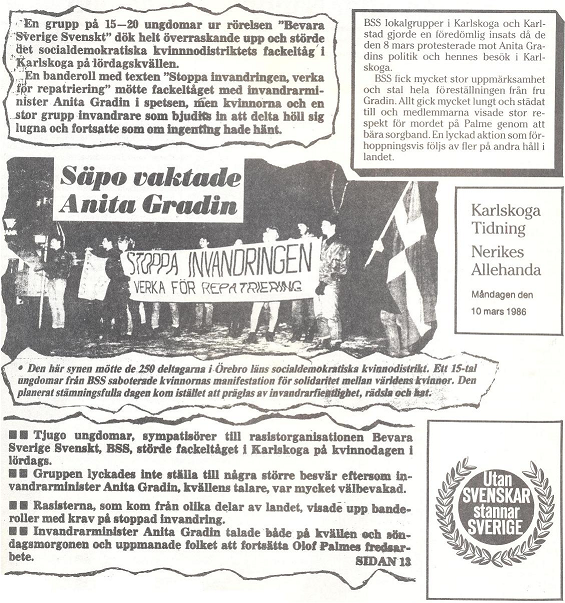 En grupp på 15—20 ungdomar ur rörelsen "Bevara
Sverige Svenskt" dök helt överraskande upp och störde
det socialdemokratiska kvinnnodistriktets fackeltåg i
Karlskoga på lördagskvällen.
En banderoll med texten "Stoppa invandringen, verka
för repatriering" mötte fackeltåget med invandrarmi-
nister Anita Gradin i spetsen, men kvinnorna och en
stor grupp invandrare som bjudits in att delta höll sig
lugna och fortsatte som om ingenting hade hänt.
BSS lokalgrupper i Karlskoga och Karl-
stad gjorde en föredömlig insats då de
den 8 mars protesterade mot Anita Gra-
dins politik och hennes besök i Karls-
koga.
BSS fick mycket stor uppmärksamhet
och stal hela föreställningen från fru
Gradin. Allt gick mycket lungt och städat
till och medlemmarna visade stor res-
pekt för mordet på Palme genom att
bära sorgband. En lyckad aktion som för-
hoppningsvis följs av fler på andra håll i
landet.
Säpo vaktade
Anita Gradin
STOPPA INVANDRINGEN
VERKA FÖR REPATRIERING
Karlskoga
Tidning
Nerikes
Allehanda
Måndagen den
10 mars 1986
• Den här synen mötte de 250 deltagarna i Örebro läns socialdemokratiska kvinnodistrikt. Ett 15-tal
ungdomar från BSS saboterade kvinnornas manifestation för solidaritet mellan världens kvinnor. Den
planerat stämningsfulla dagen kom istället att präglas av invandrarfientlighet, rädsla och hat.
■■ Tjugo ungdomar, sympatisörer till rasistorganisationen Bevara
Sverige Svenskt, BSS, störde fackeltåget i Karlskoga på kvinnodagen i
lördags.
■■ Gruppen lyckades inte ställa till några större besvär eftersom in-
vandrarminister Anita Gradin, kvällens talare, var mycket välbevakad.
■■ Rasisterna, som kom från olika delar av landet, visade upp bande-
roller med krav på stoppad invandring.
■■ Invandrarminister Anita Gradin talade både på kvällen och sön-
dagsmorgonen och uppmanade folket att fortsätta Olof Palmes fredsar-
bete.
SIDAN 13
Utan
SVENSKAR
stannar
SVERIGE